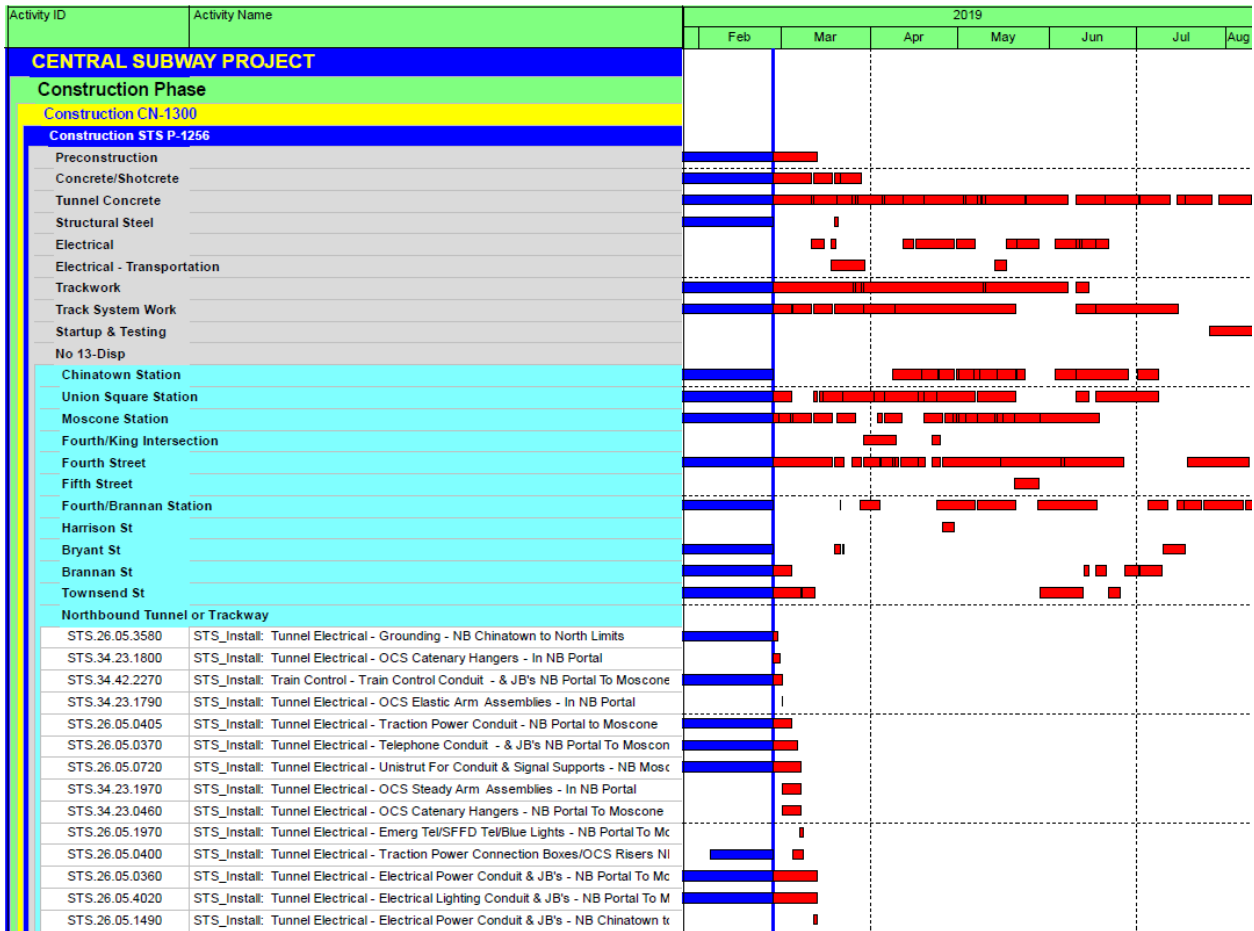 Activity ID Activity Name 2019
Feb Mar Apr May Jun Jul Aug
CENTRAL SUBWAY PROJECT
Construction Phase
Construction CN-1300
Construction STS P-1256
Preconstruction
Concrete/Shotcrete
Tunnel Concrete
Structural Steel
Electrical
Electrical - Transportation
Trackwork
Track System Work
Startup & Testing
No 13-Disp
Chinatown Station
Union Square Station
Moscone Station
Fourth/King Intersection
Fourth Street
Fifth Street
Fourth/Brannan Station
Harrison St
Bryant St
Brannan St
Townsend St
Northbound Tunnel or Trackway
STS.26.05.3580 STS_Install: Tunnel Electrical - Grounding - NB Chinatown to North Limits
STS.34.23.1800 STS_Install: Tunnel Electrical - OCS Catenary Hangers - In NB Portal
STS.34.42.2270 STS_Install: Train Control - Train Control Conduit - & JB's NB Portal To Moscone
STS.34.23.1790 STS_Install: Tunnel Electrical - OCS Elastic Arm Assemblies - In NB Portal
STS.26.05.0405 STS_Install: Tunnel Electrical - Traction Power Conduit - NB Portal to Moscone
STS.26.05.0370 STS_Install: Tunnel Electrical - Telephone Conduit - & JB's NB Portal To Moscon
STS.26.05.0720 STS_Install: Tunnel Electrical - Unistrut For Conduit & Signal Supports - NB Mosc
STS.34.23.1970 STS_Install: Tunnel Electrical - OCS Steady Arm Assemblies - In NB Portal
STS.34.23.0460 STS_Install: Tunnel Electrical - OCS Catenary Hangers - NB Portal To Moscone
STS.26.05.1970 STS_Install: Tunnel Electrical - Emerg Tel/SFFD Tel/Blue Lights - NB Portal To Mc
STS.26.05.0400 STS_Install: Tunnel Electrical - Traction Power Connection Boxes/OCS Risers NI
STS.26.05.0360 STS_Install: Tunnel Electrical - Electrical Power Conduit & JB's - NB Portal To Mc
STS.26.05.4020 STS_Install: Tunnel Electrical - Electrical Lighting Conduit & JB's - NB Portal To M
STS.26.05.1490 STS_Install: Tunnel Electrical - Electrical Power Conduit & JB's - NB Chinatown to